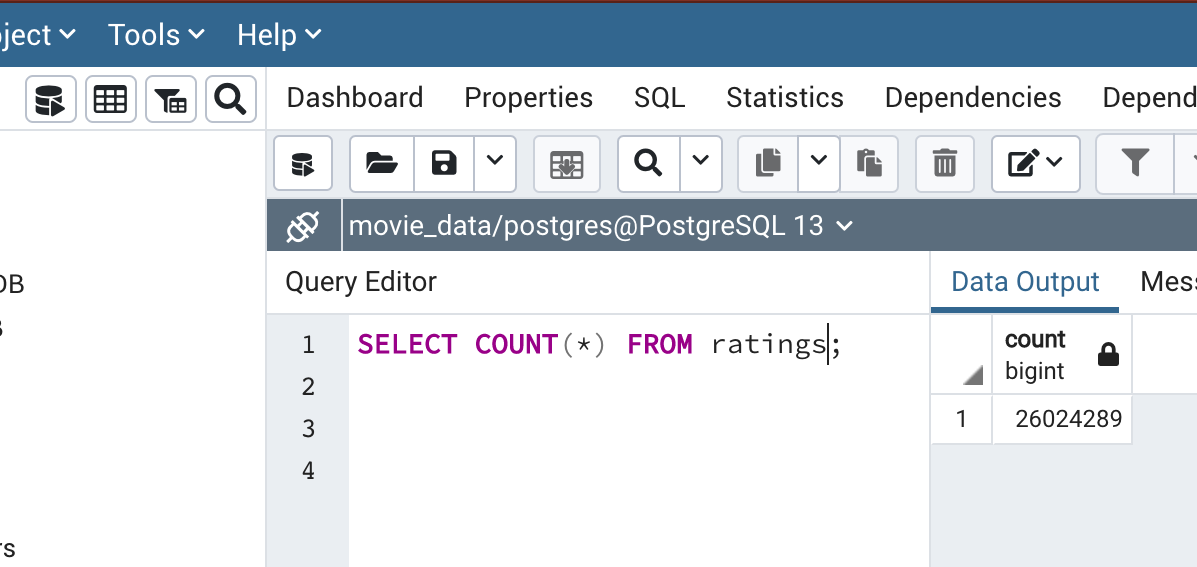 ject Tools Help
Dashboard Properties SQL Statistics Dependencies Depend
movie_data/postgres@PostgreSQL 13
Query Editor
Data Output Mess
DB
1 SELECT COUNT(*) FROM ratings;
2
3
4
count
bigint
1 26024289
rs